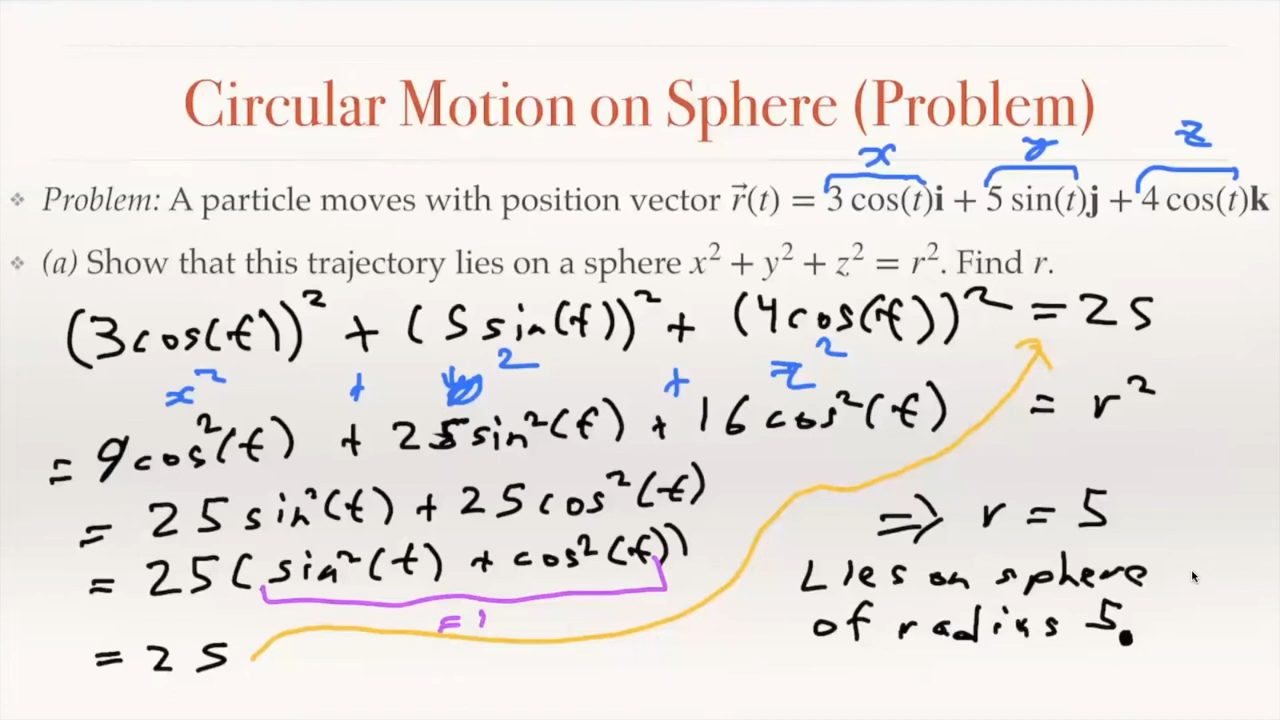 Circular Motion on Sphere (Problem)
x y z
❖ Problem: A particle moves with position vector r⃗(t) = 3 cos(t)i + 5 sin(t)j + 4 cos(t)k
❖ (a) Show that this trajectory lies on a sphere x² + y² + z² = r². Find r.
(3cos(t))² + (5sin(t))² + (4cos(t))² = 25
x² + y² + z²
= 9cos²(t) + 25sin²(t) + 16cos²(t) = r²
= 25sin²(t) + 25cos²(t)
⇒ r = 5
= 25(sin²(t) + cos²(t))
Lies on sphere
= 1
of radius 5.
= 25